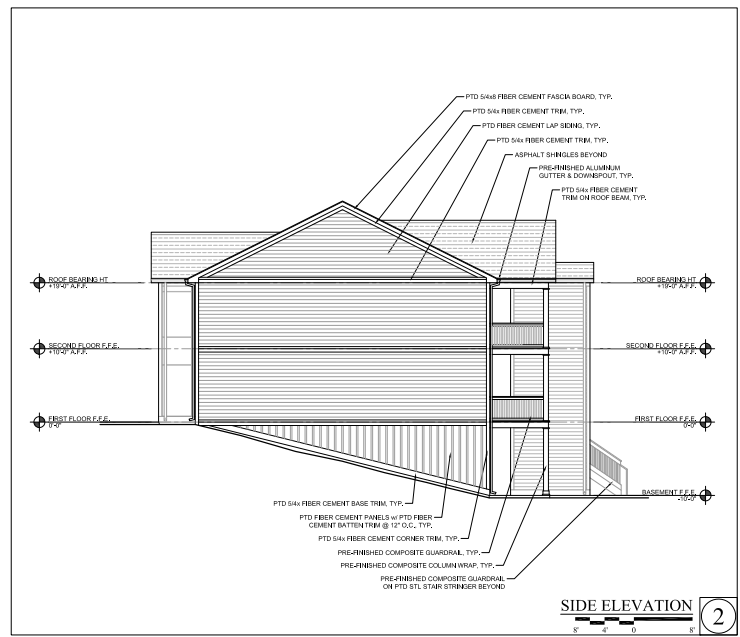 PTD 5/4x8 FIBER CEMENT FASCIA BOARD, TYP.
PTD 5/4x FIBER CEMENT TRIM, TYP.
PTD FIBER CEMENT LAP SIDING, TYP.
PTD 5/4x FIBER CEMENT TRIM, TYP.
ASPHALT SHINGLES BEYOND
PRE-FINISHED ALUMINUM
GUTTER & DOWNSPOUT, TYP.
PTD 5/4x FIBER CEMENT
TRIM ON ROOF BEAM, TYP.
ROOF BEARING HT
+19'-0" A.F.F.
ROOF BEARING HT
+19'-0" A.F.F.
SECOND FLOOR F.F.E.
+10'-0" A.F.F.
SECOND FLOOR F.F.E.
+10'-0" A.F.F.
FIRST FLOOR F.F.E.
0'-0"
FIRST FLOOR F.F.E.
0'-0"
BASEMENT F.F.E.
-10'-0"
PTD 5/4x FIBER CEMENT BASE TRIM, TYP.
PTD FIBER CEMENT PANELS w/ PTD FIBER
CEMENT BATTEN TRIM @ 12" O.C., TYP.
PTD 5/4x FIBER CEMENT CORNER TRIM, TYP.
PRE-FINISHED COMPOSITE GUARDRAIL, TYP.
PRE-FINISHED COMPOSITE COLUMN WRAP, TYP.
PRE-FINISHED COMPOSITE GUARDRAIL
ON PTD STL STAIR STRINGER BEYOND
SIDE ELEVATION
2
8' 4' 0 8'